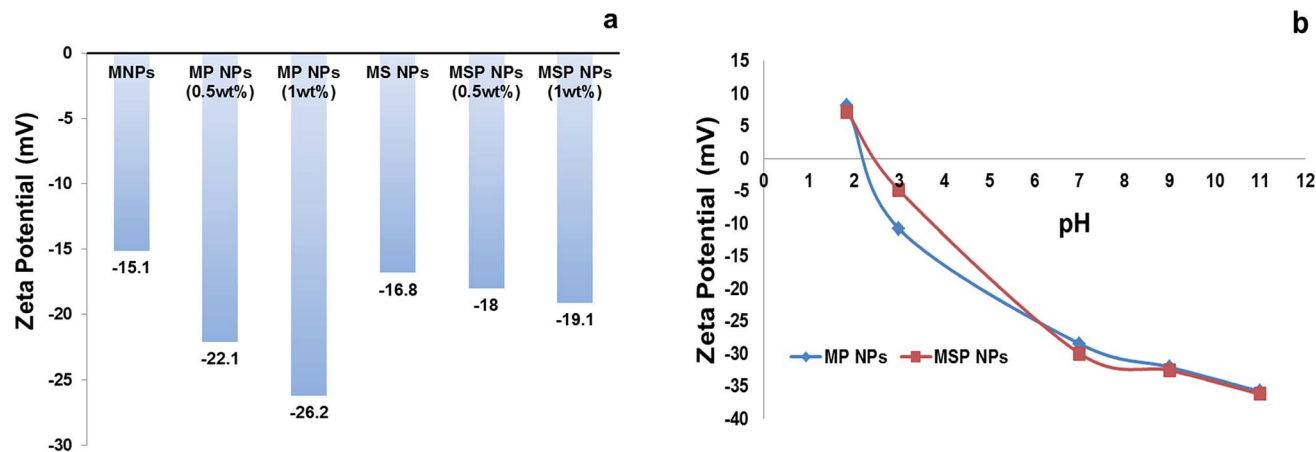 a
0
-5
-10
-15
-20
-25
-30
Zeta Potential (mV)
MNPs
MP NPs
(0.5wt%)
MP NPs
(1wt%)
MS NPs
MSP NPs
(0.5wt%)
MSP NPs
(1wt%)
-15.1
-22.1
-26.2
-16.8
-18
-19.1
b
15
10
5
0
-5
-10
-15
-20
-25
-30
-35
-40
Zeta Potential (mV)
0 1 2 3 4 5 6 7 8 9 10 11 12
pH
MP NPs MSP NPs